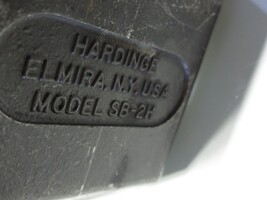 HARDINGE
ELMIRA, N.Y., USA
MODEL SB-2H